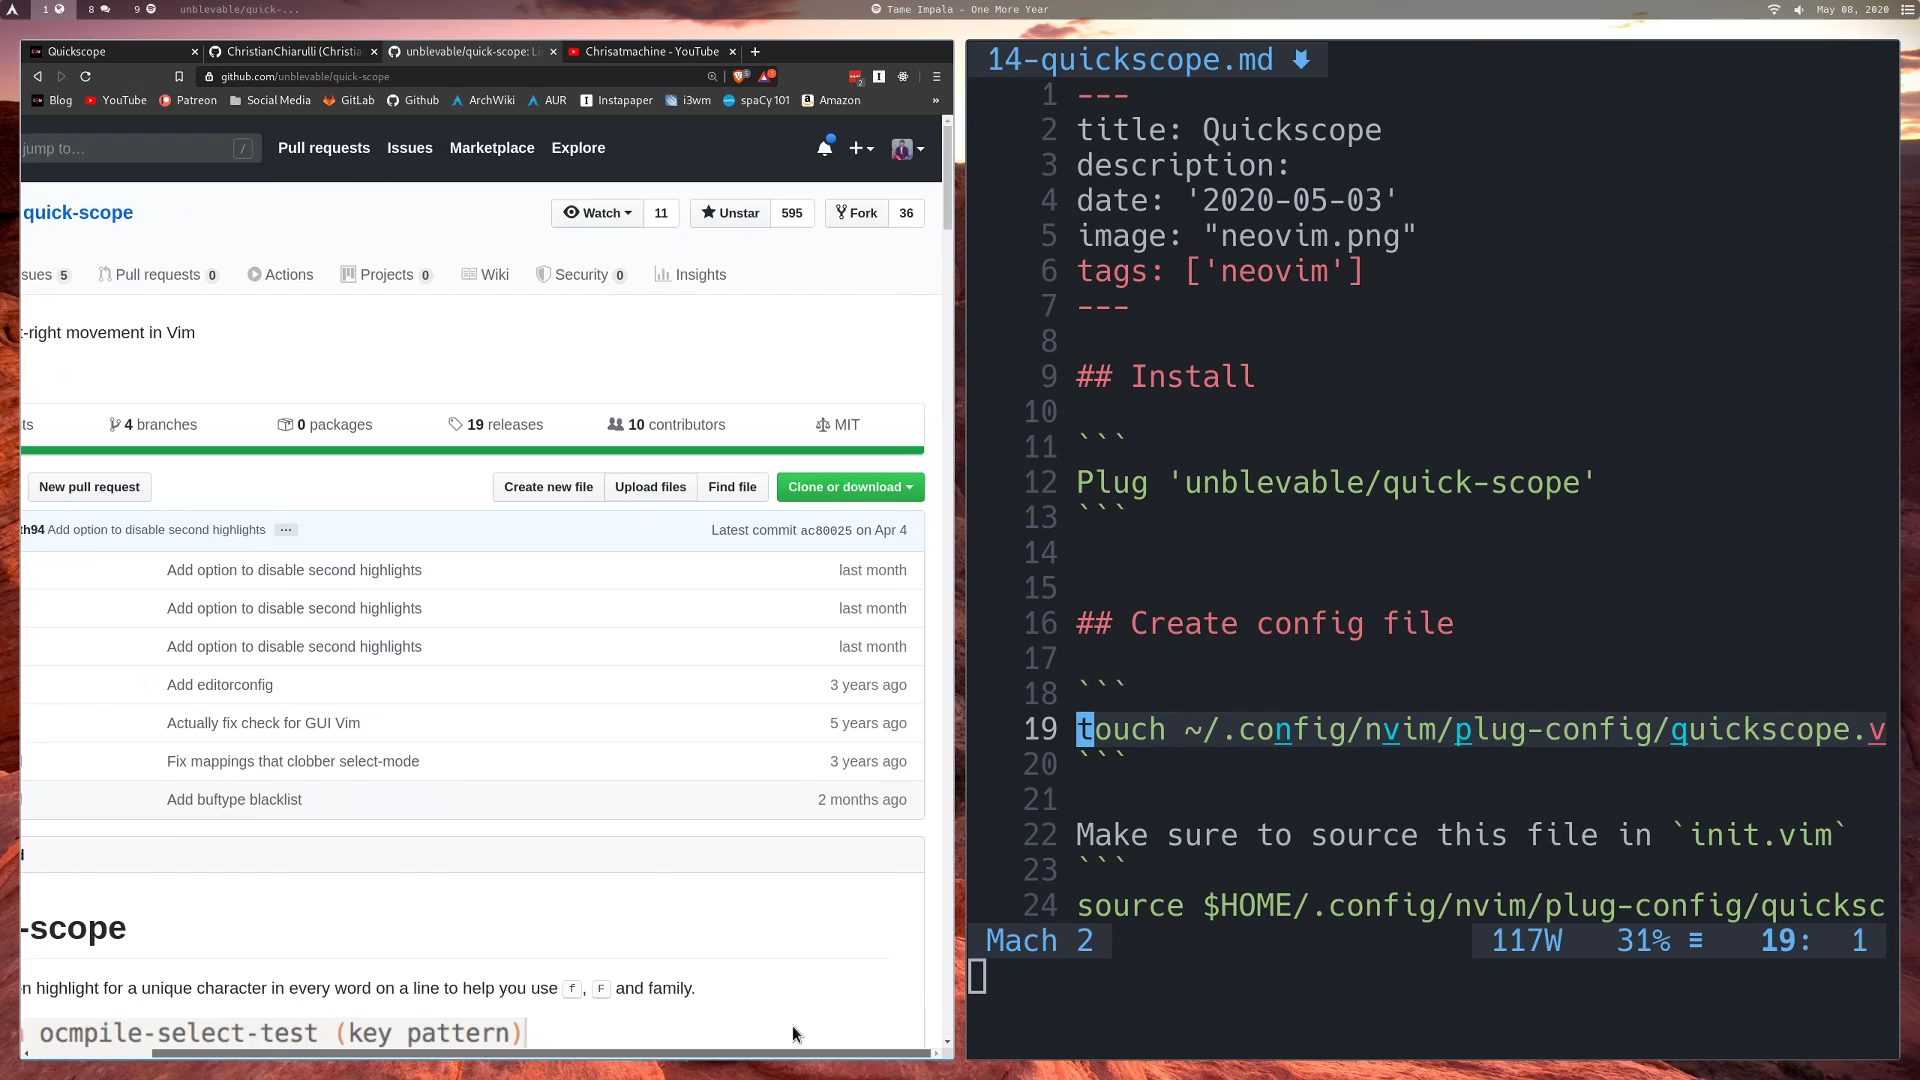 1 8 9 unblevable/quick-...
Tame Impala - One More Year
May 08, 2020
Quickscope
ChristianChiarulli (Christia
unblevable/quick-scope: Li
Chrisatmachine - YouTube
github.com/unblevable/quick-scope
Blog YouTube Patreon Social Media GitLab Github ArchWiki AUR Instapaper i3wm spaCy101 Amazon »
jump to… / Pull requests Issues Marketplace Explore
quick-scope
Watch 11 Unstar 595 Fork 36
sues 5 Pull requests 0 Actions Projects 0 Wiki Security 0 Insights
t-right movement in Vim
ts 4 branches 0 packages 19 releases 10 contributors MIT
New pull request Create new file Upload files Find file Clone or download
th94 Add option to disable second highlights … Latest commit ac80025 on Apr 4
Add option to disable second highlights last month
Add option to disable second highlights last month
Add option to disable second highlights last month
Add editorconfig 3 years ago
Actually fix check for GUI Vim 5 years ago
Fix mappings that clobber select-mode 3 years ago
Add buftype blacklist 2 months ago
-scope
n highlight for a unique character in every word on a line to help you use f, F and family.
ocmpile-select-test (key pattern)
14-quickscope.md
1 ---
2 title: Quickscope
3 description:
4 date: '2020-05-03'
5 image: "neovim.png"
6 tags: ['neovim']
7 ---
8
9 ## Install
10
11 ```
12 Plug 'unblevable/quick-scope'
13 ```
14
15
16 ## Create config file
17
18 ```
19 touch ~/.config/nvim/plug-config/quickscope.v
20 ```
21
22 Make sure to source this file in `init.vim`
23 ```
24 source $HOME/.config/nvim/plug-config/quicksc
Mach 2 117W 31% ≡ 19: 1